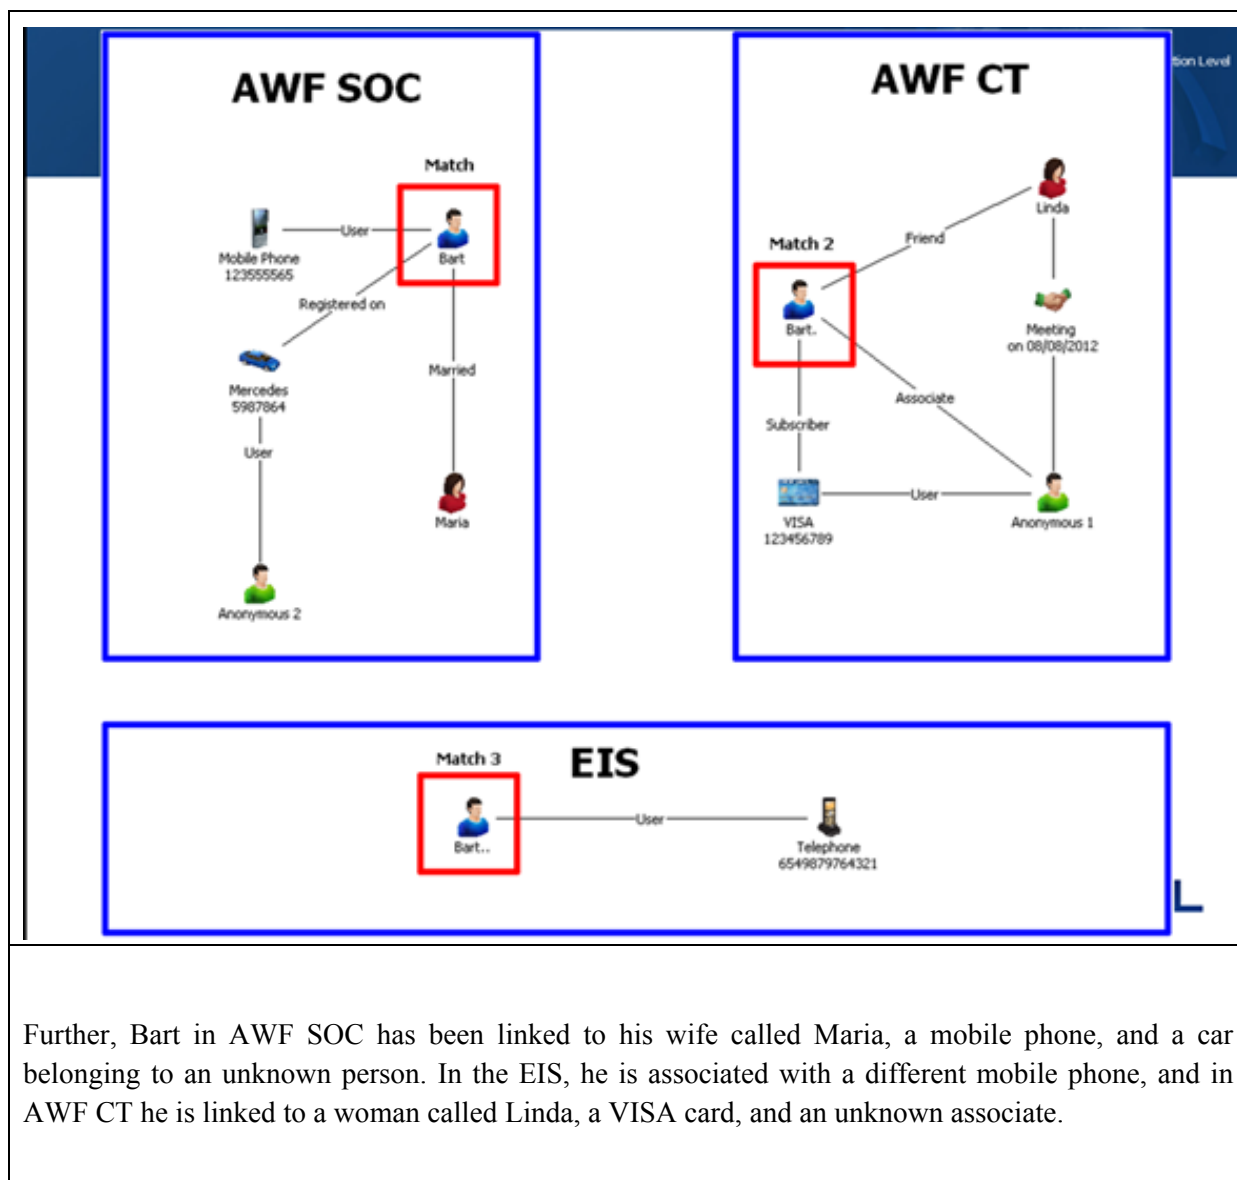 tion Level
AWF SOC
Match
User
Mobile Phone
123555565
Bart
Registered on
Mercedes
5987864
Married
User
Maria
Anonymous 2
AWF CT
Linda
Friend
Match 2
Bart.
Meeting
on 08/08/2012
Associate
Subscriber
User
VISA
123456789
Anonymous 1
EIS
Match 3
User
Bart..
Telephone
6549879764321
L
Further, Bart in AWF SOC has been linked to his wife called Maria, a mobile phone, and a car
belonging to an unknown person. In the EIS, he is associated with a different mobile phone, and in
AWF CT he is linked to a woman called Linda, a VISA card, and an unknown associate.